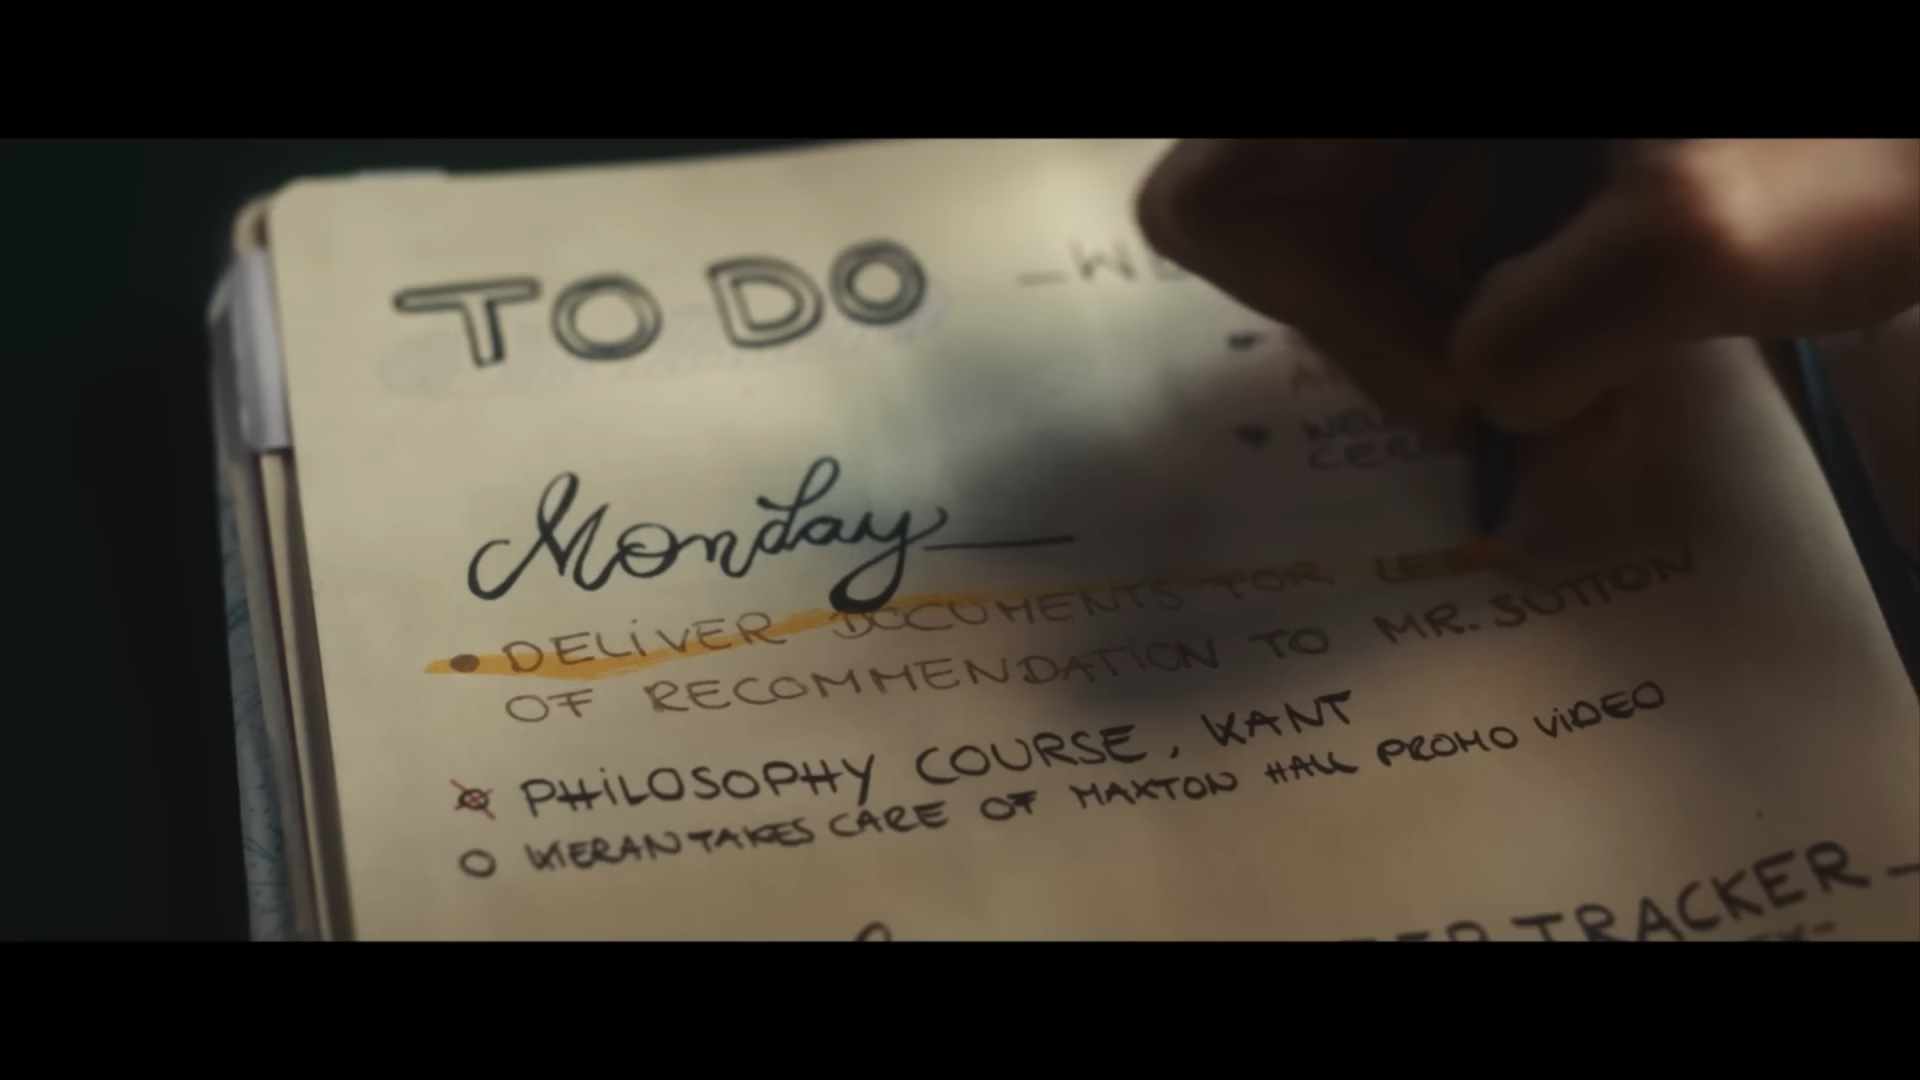 TO DO
Monday
• DELIVER DOCUMENTS FOR
OF RECOMMENDATION TO MR. SUTTON
PHILOSOPHY COURSE, KANT
KIERAN TAKES CARE OF MAXTON HALL PROMO VIDEO
TRACKER